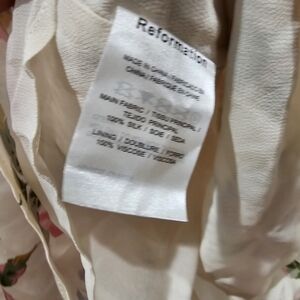 Reformation
MADE IN CHINA / FABRICADO EN
CHINA / FABRIQUÉ EN CHINE
MAIN FABRIC / TISSU PRINCIPAL /
TEJIDO PRINCIPAL
100% SILK / SOIE / SEDA
LINING / DOUBLURE / FORRO
100% VISCOSE / VISCOSA